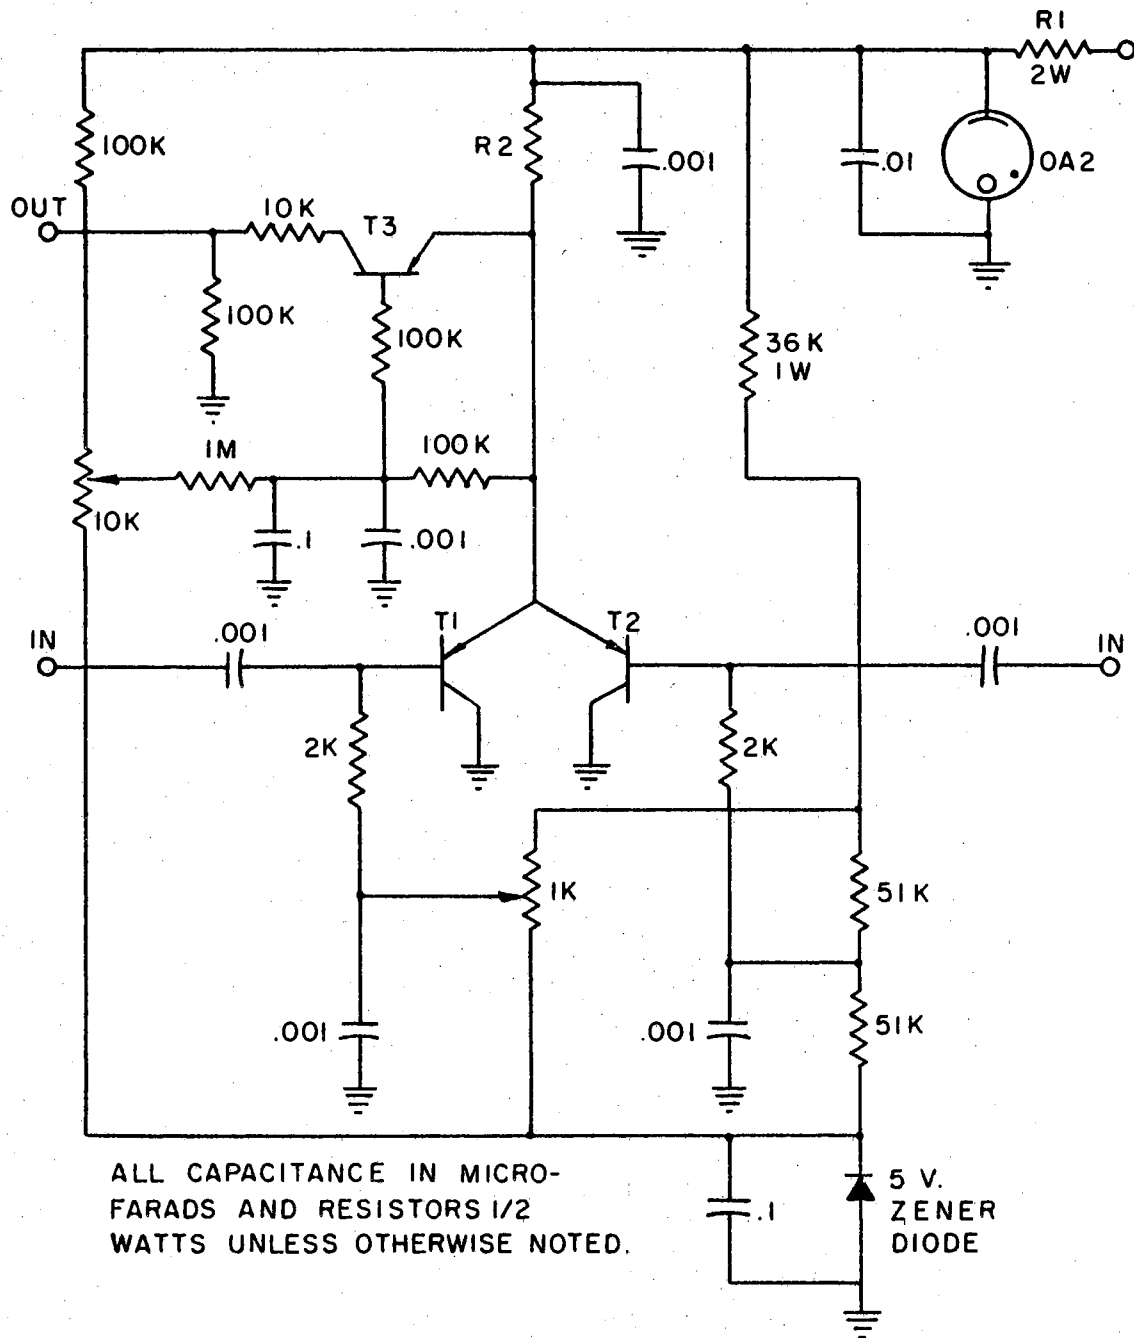 R1
2W
100K
R2
.001
.01
OA2
OUT
10K
T3
100K
100K
36K
1W
1M
100K
10K
.1
.001
T1
T2
IN
.001
.001
IN
2K
2K
1K
51K
.001
.001
51K
ALL CAPACITANCE IN MICRO-
FARADS AND RESISTORS 1/2
WATTS UNLESS OTHERWISE NOTED.
.1
5 V.
ZENER
DIODE